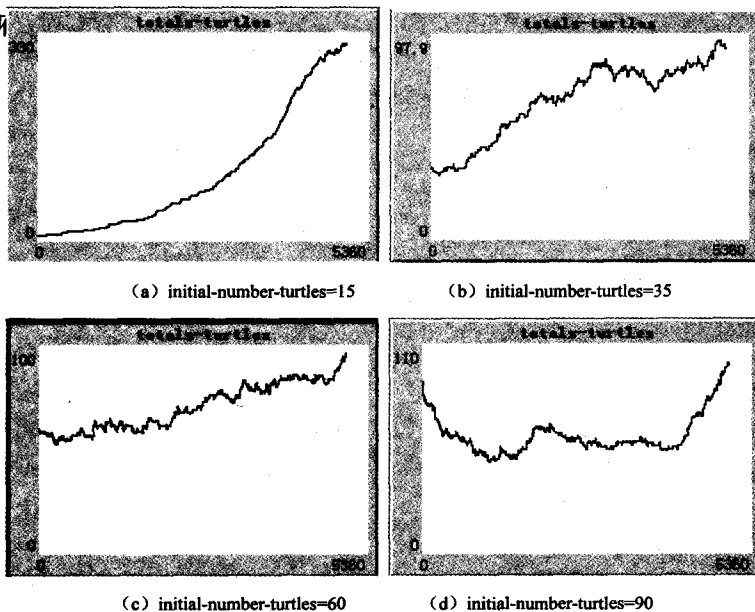 totals-turtles
330
0
0 5360
totals-turtles
97.9
0
0 5360
(a) initial-number-turtles=15
(b) initial-number-turtles=35
totals-turtles
100
0
0 5360
totals-turtles
110
0
0 5360
(c) initial-number-turtles=60
(d) initial-number-turtles=90